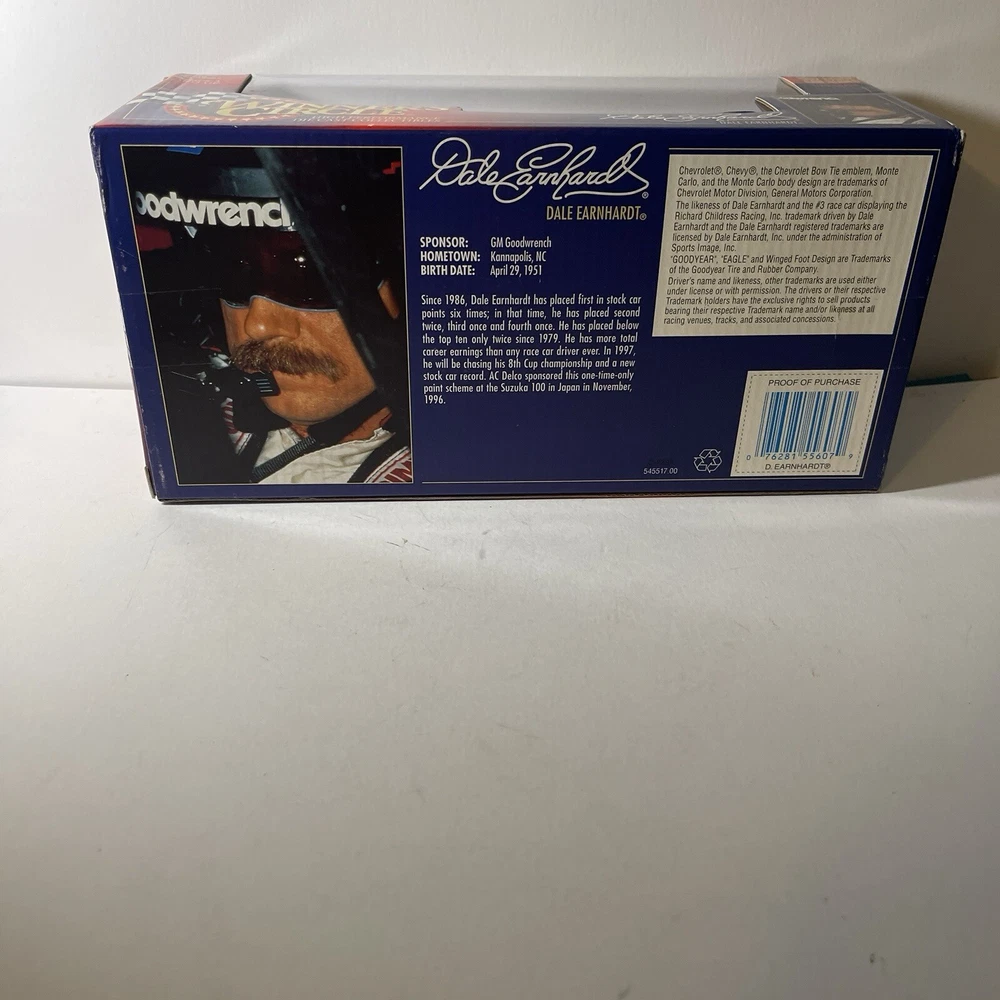 oodwrencl
Dale Earnhardt®
DALE EARNHARDT®
SPONSOR: GM Goodwrench
HOMETOWN: Kannapolis, NC
BIRTH DATE: April 29, 1951
Since 1986, Dale Earnhardt has placed first in stock car
points six times; in that time, he has placed second
twice, third once and fourth once. He has placed below
the top ten only twice since 1979. He has more total
career earnings than any race car driver ever. In 1997,
he will be chasing his 8th Cup championship and a new
stock car record. AC Delco sponsored this one-time-only
paint scheme at the Suzuka 100 in Japan in November,
1996.
545517.00
Chevrolet®, Chevy®, the Chevrolet Bow Tie emblem, Monte
Carlo, and the Monte Carlo body design are trademarks of
Chevrolet Motor Division, General Motors Corporation.
The likeness of Dale Earnhardt and the #3 race car displaying the
Richard Childress Racing, Inc. trademark driven by Dale
Earnhardt and the Dale Earnhardt registered trademarks are
licensed by Dale Earnhardt, Inc. under the administration of
Sports Image, Inc.
"GOODYEAR", "EAGLE" and Winged Foot Design are Trademarks
of the Goodyear Tire and Rubber Company.
Driver's name and likeness, other trademarks are used either
under license or with permission. The drivers or their respective
Trademark holders have the exclusive rights to sell products
bearing their respective Trademark name and/or likeness at all
racing venues, tracks, and associated concessions.
PROOF OF PURCHASE
0 76281 55607 9
D. EARNHARDT®